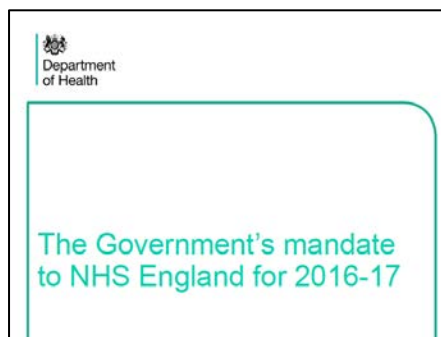 Department
of Health
The Government's mandate
to NHS England for 2016-17